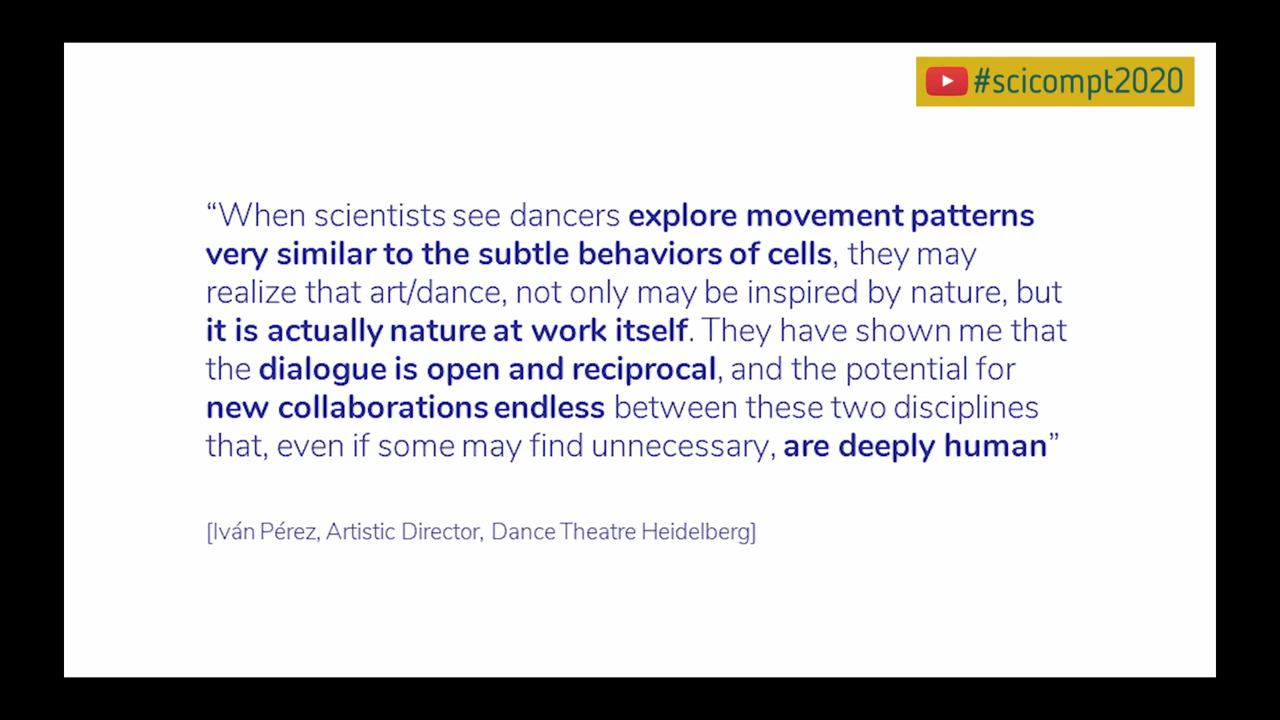 #scicompt2020
“When scientists see dancers explore movement patterns
very similar to the subtle behaviors of cells, they may
realize that art/dance, not only may be inspired by nature, but
it is actually nature at work itself. They have shown me that
the dialogue is open and reciprocal, and the potential for
new collaborations endless between these two disciplines
that, even if some may find unnecessary, are deeply human”
[Iván Pérez, Artistic Director, Dance Theatre Heidelberg]